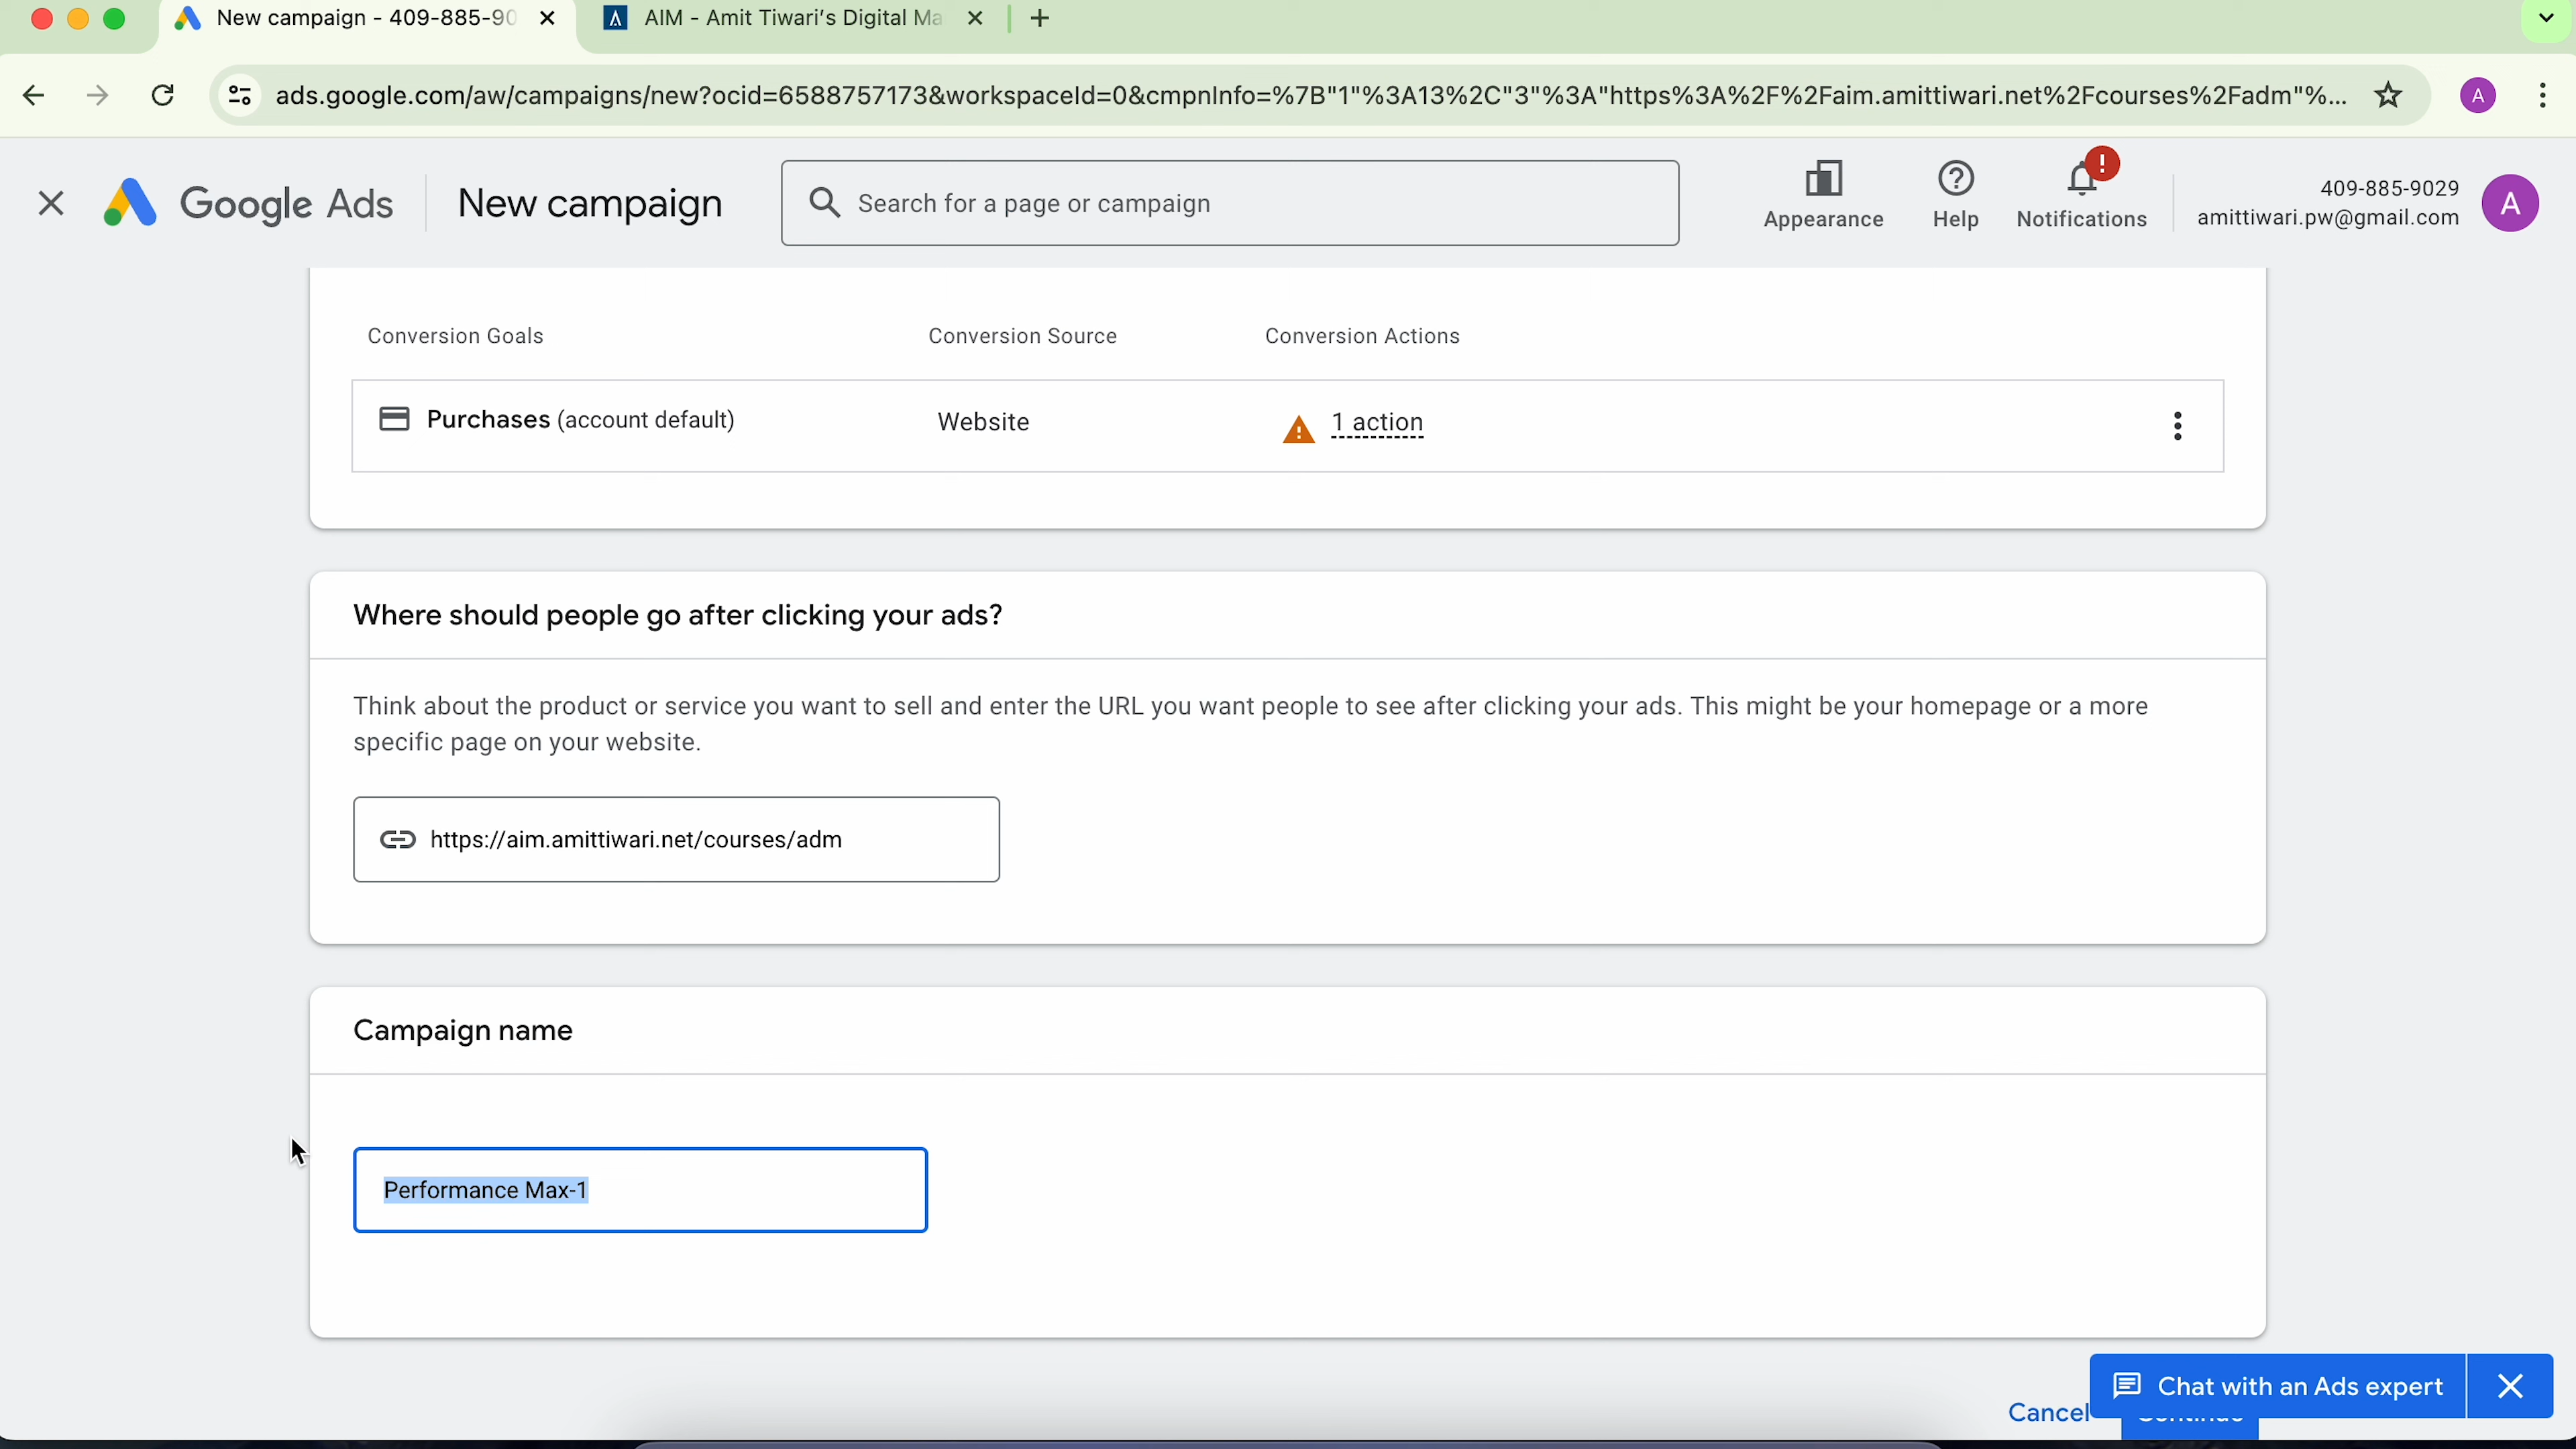 New campaign - 409-885-90
AIM - Amit Tiwari's Digital Ma
ads.google.com/aw/campaigns/new?ocid=6588757173&workspaceId=0&cmpnInfo=%7B"1"%3A13%2C"3"%3A"https%3A%2F%2Faim.amittiwari.net%2Fcourses%2Fadm"%...
A
Google Ads
New campaign
Search for a page or campaign
Appearance
Help
Notifications
409-885-9029
amittiwari.pw@gmail.com
A
Conversion Goals
Conversion Source
Conversion Actions
Purchases (account default)
Website
1 action
Where should people go after clicking your ads?
Think about the product or service you want to sell and enter the URL you want people to see after clicking your ads. This might be your homepage or a more
specific page on your website.
https://aim.amittiwari.net/courses/adm
Campaign name
Performance Max-1
Chat with an Ads expert
Cancel